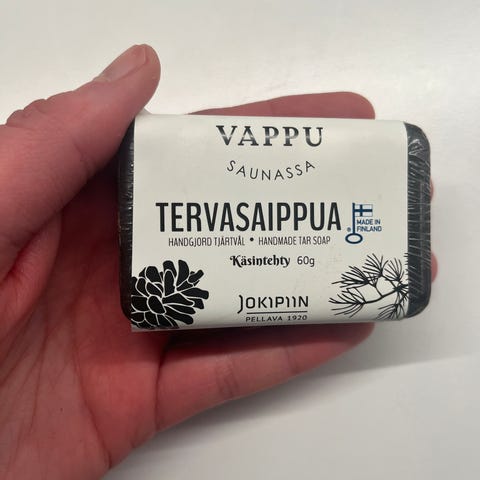 VAPPU
SAUNASSA
TERVASAIPPUA
MADE IN
FINLAND
HANDGJORD TJÄRTVÅL • HANDMADE TAR SOAP
Käsintehty 60g
JOKIPIIN
PELLAVA 1920